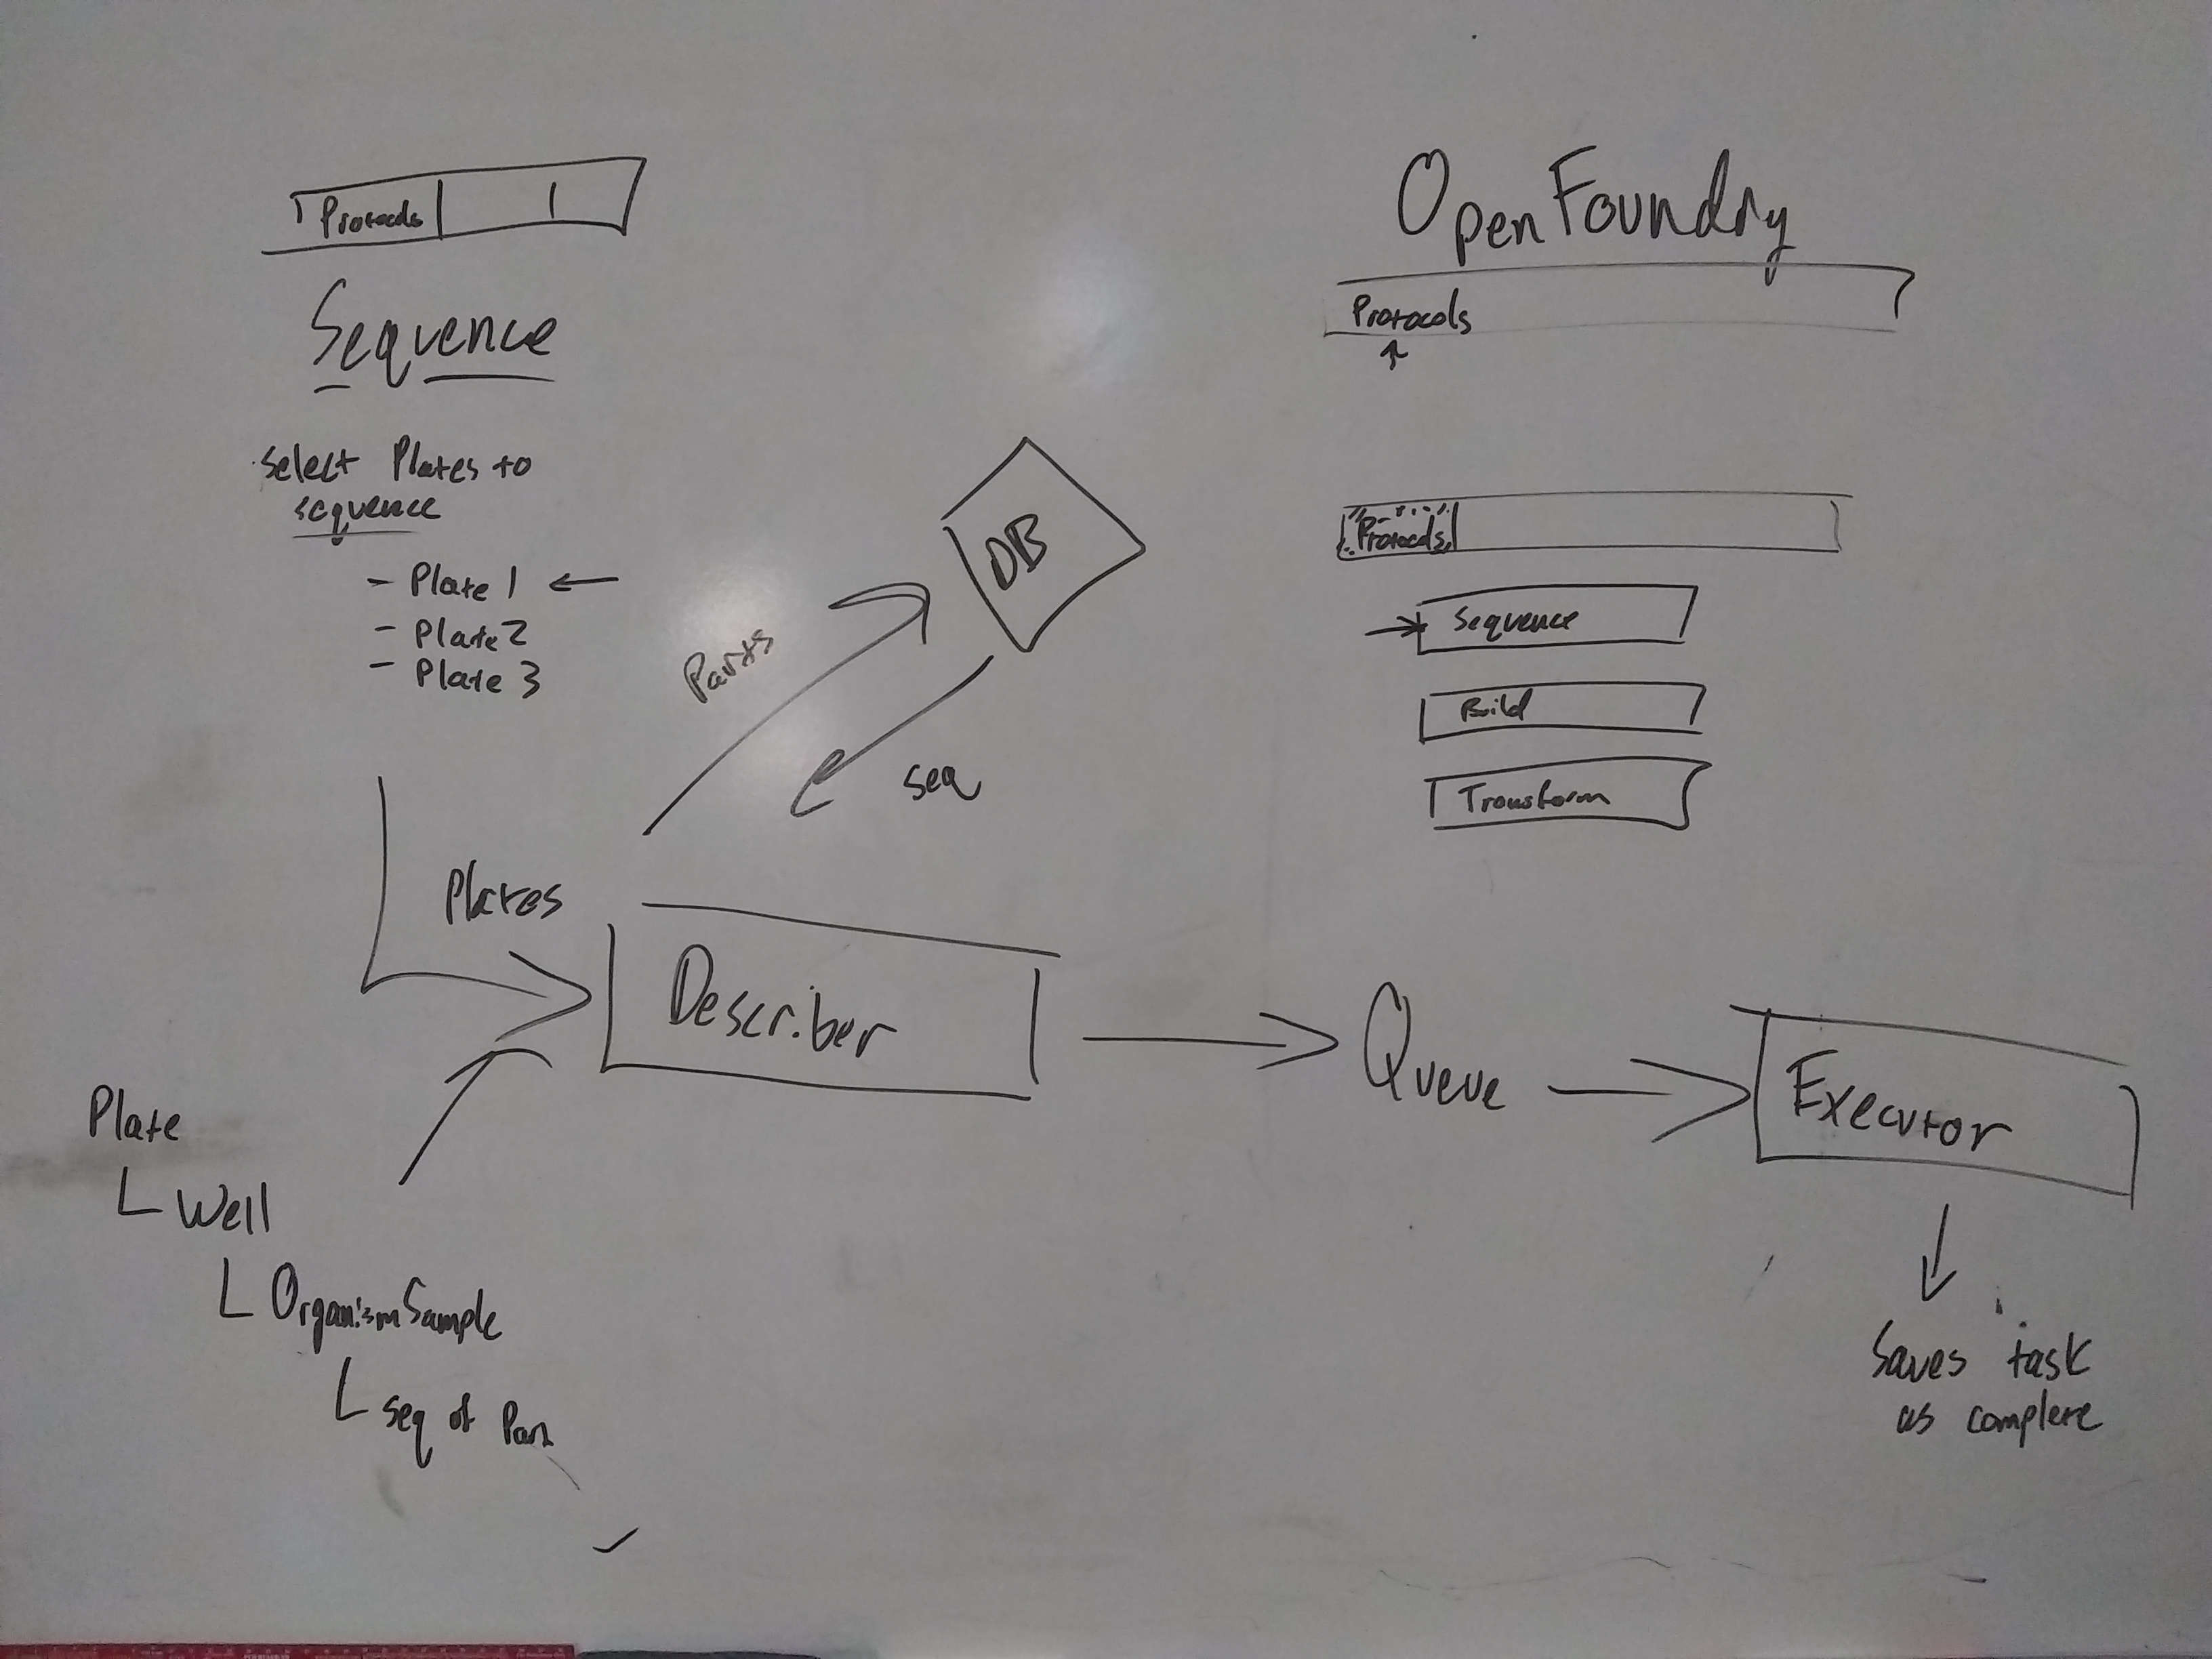 Protocols
Sequence
Select Plates to
sequence
- Plate 1 ←
- Plate 2
- Plate 3
OpenFoundry
Protocols
↑
Protocols
→ Sequence
Build
Transform
DB
Parts
seq
Plates
Describer
Queue
Executor
Saves task
as complete
Plate
Well
OrganismSample
seq of Part